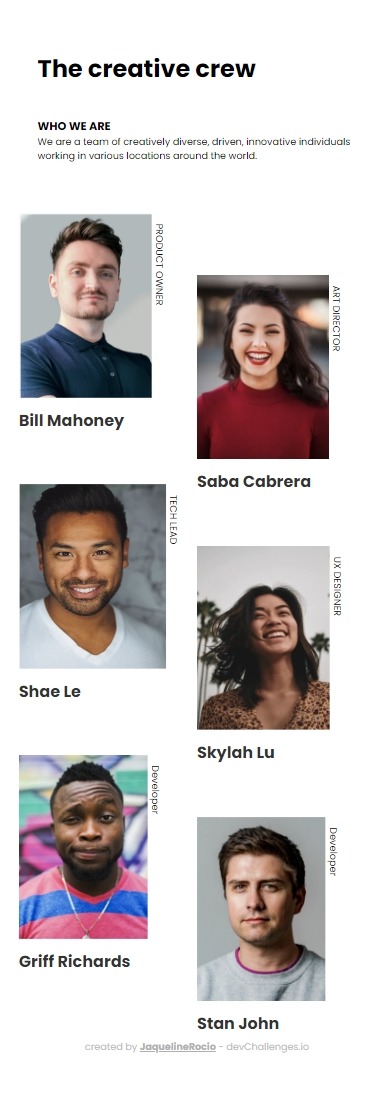 The creative crew
WHO WE ARE
We are a team of creatively diverse, driven, innovative individuals
working in various locations around the world.
PRODUCT OWNER
Bill Mahoney
ART DIRECTOR
Saba Cabrera
TECH LEAD
Shae Le
UX DESIGNER
Skylah Lu
Developer
Griff Richards
Developer
Stan John
created by JaquelineRocio - devChallenges.io